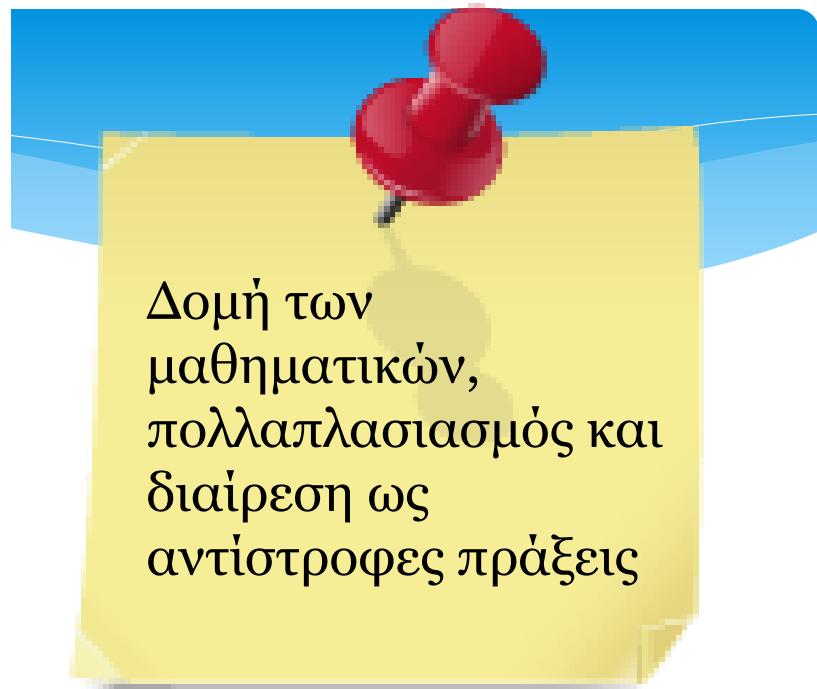 Δομή των
μαθηματικών,
πολλαπλασιασμός και
διαίρεση ως
αντίστροφες πράξεις